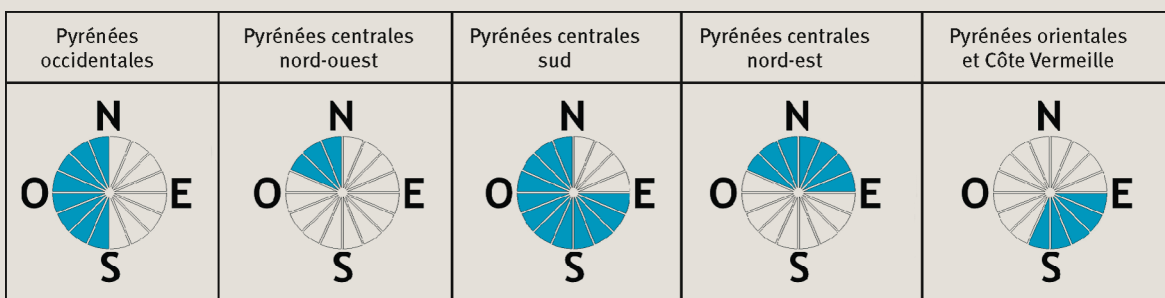 Pyrénées
occidentales
Pyrénées centrales
nord-ouest
Pyrénées centrales
sud
Pyrénées centrales
nord-est
Pyrénées orientales
et Côte Vermeille
N
O E
S
N
O E
S
N
O E
S
N
O E
S
N
O E
S